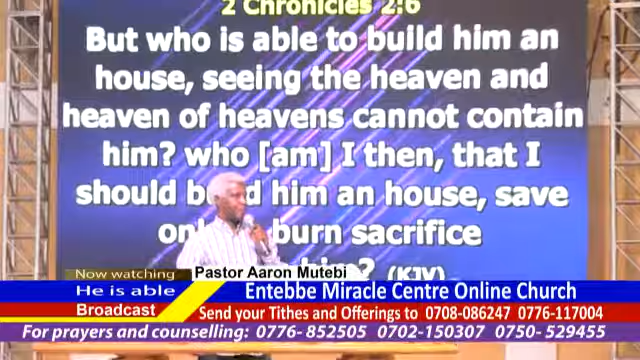 2 Chronicles 2:6
But who is able to build him an
house, seeing the heaven and
heaven of heavens cannot contain
him? who [am] I then, that I
should him an house, save
burn sacrifice
(KJV)
Now watching
Pastor Aaron Mutebi
He is able
Entebbe Miracle Centre Online Church
Broadcast
Send your Tithes and Offerings to 0708-086247 0776-117004
For prayers and counselling: 0776- 852505 0702-150307 0750- 529455